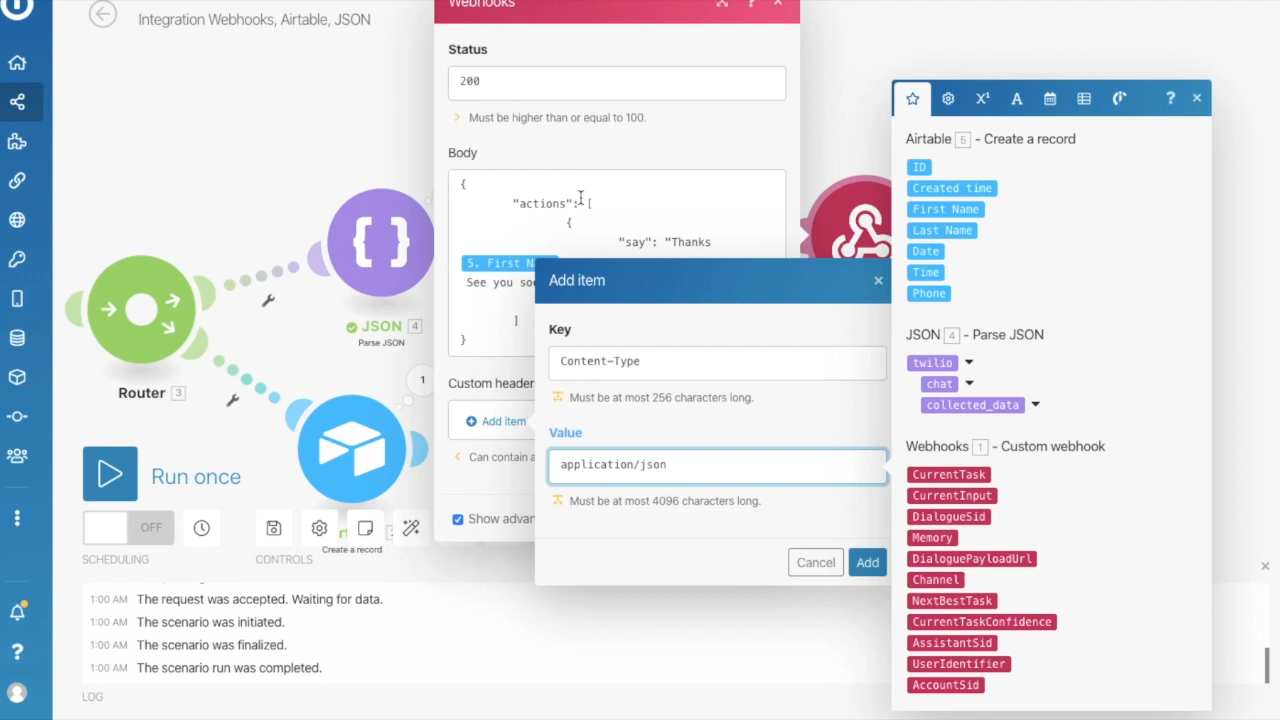 Integration Webhooks, Airtable, JSON
JSON 4
Parse JSON
Router 3
1
Run once
OFF
SCHEDULING
CONTROLS
Create a record
1:00 AM The request was accepted. Waiting for data.
1:00 AM The scenario was initiated.
1:00 AM The scenario was finalized.
1:00 AM The scenario run was completed.
LOG
Webhooks
?
Status
200
Must be higher than or equal to 100.
Body
{
"actions": [
{
"say": "Thanks
5. First N
See you so
]
}
Custom header
Add item
Can contain a
Show advan
Add item
Key
Content-Type
Must be at most 256 characters long.
Value
application/json
Must be at most 4096 characters long.
Cancel Add
Airtable 5 - Create a record
ID
Created time
First Name
Last Name
Date
Time
Phone
JSON 4 - Parse JSON
twilio
chat
collected_data
Webhooks 1 - Custom webhook
CurrentTask
CurrentInput
DialogueSid
Memory
DialoguePayloadUrl
Channel
NextBestTask
CurrentTaskConfidence
AssistantSid
UserIdentifier
AccountSid